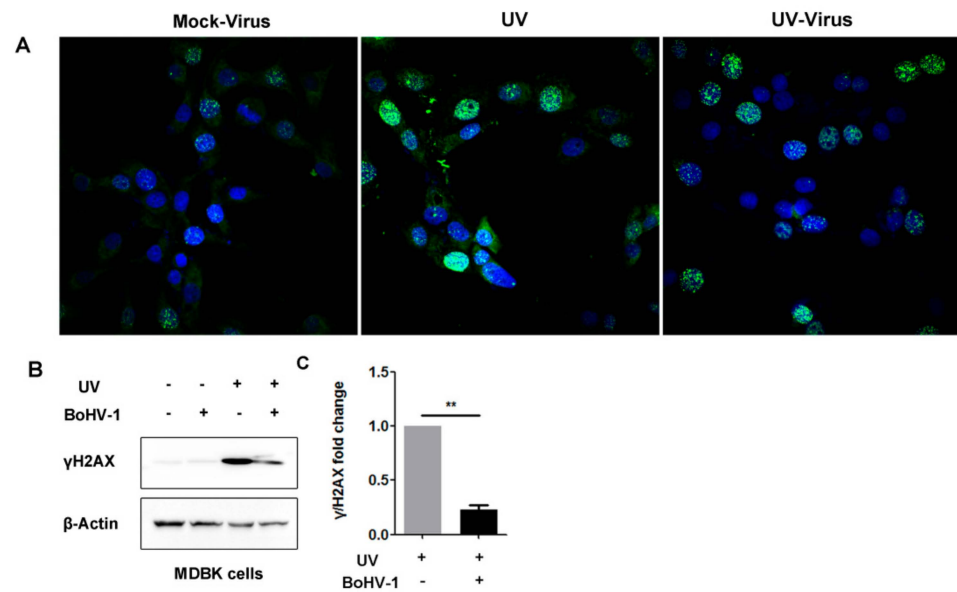 Mock-Virus UV UV-Virus
A
B
UV - - + +
BoHV-1 - + - +
γH2AX
β-Actin
MDBK cells
C
γ/H2AX fold change
1.5
1.0
0.5
0.0
**
UV + +
BoHV-1 - +